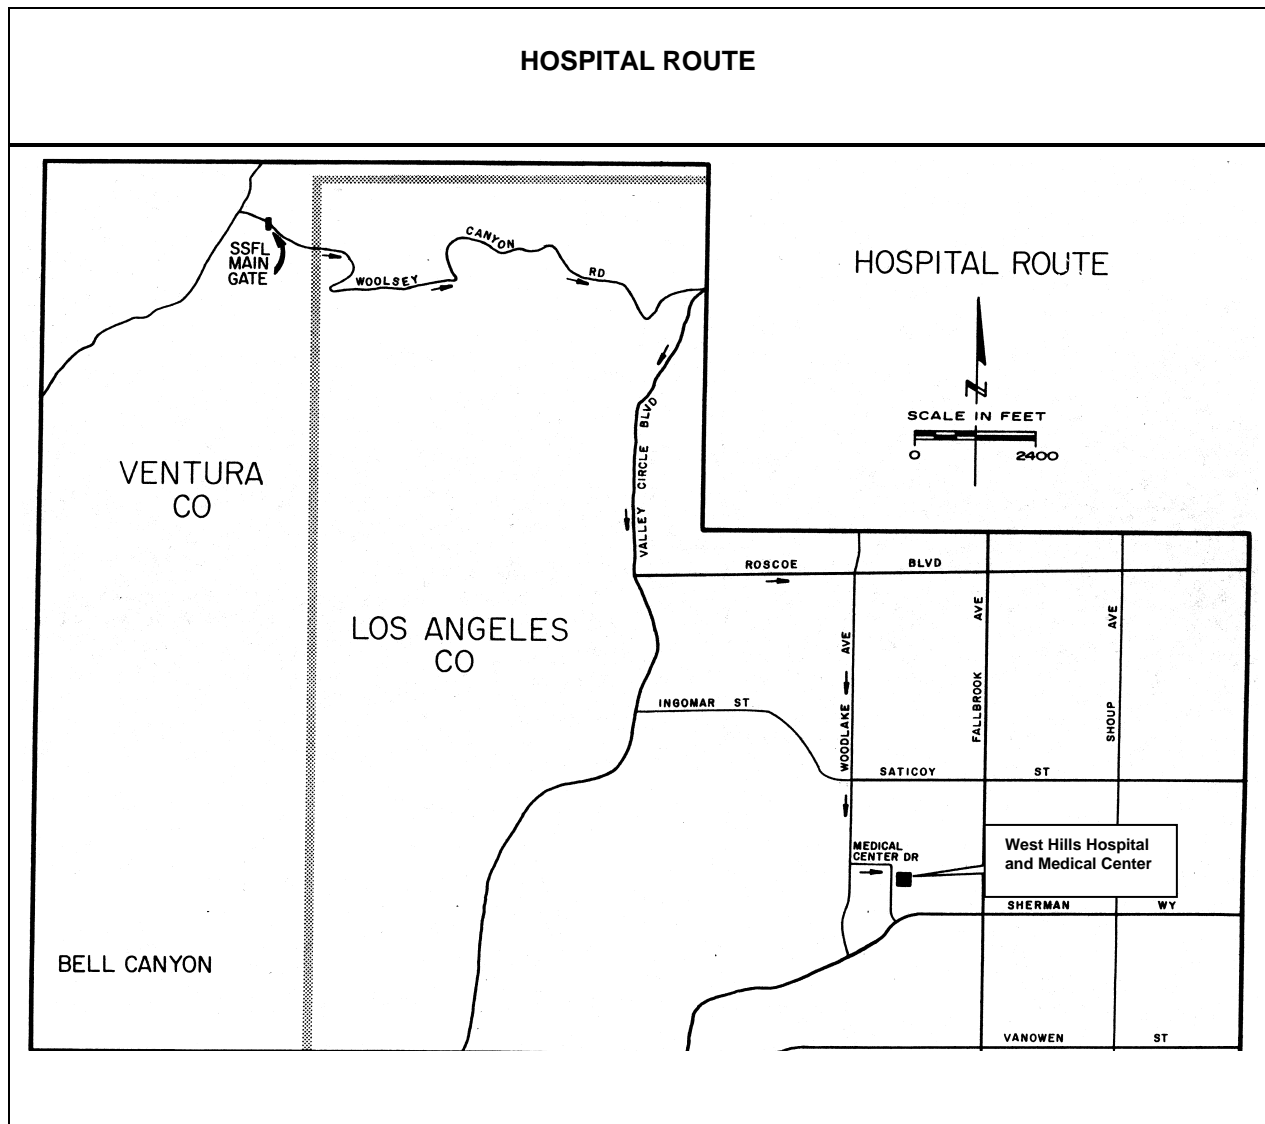 HOSPITAL ROUTE
HOSPITAL ROUTE
N
SCALE IN FEET
0 2400
SSFL
MAIN
GATE
WOOLSEY
CANYON
RD
VALLEY CIRCLE BLVD
VENTURA
CO
LOS ANGELES
CO
ROSCOE BLVD
WOODLAKE AVE
FALLBROOK AVE
SHOUP AVE
INGOMAR ST
SATICOY ST
MEDICAL
CENTER DR
West Hills Hospital
and Medical Center
SHERMAN WY
BELL CANYON
VANOWEN ST